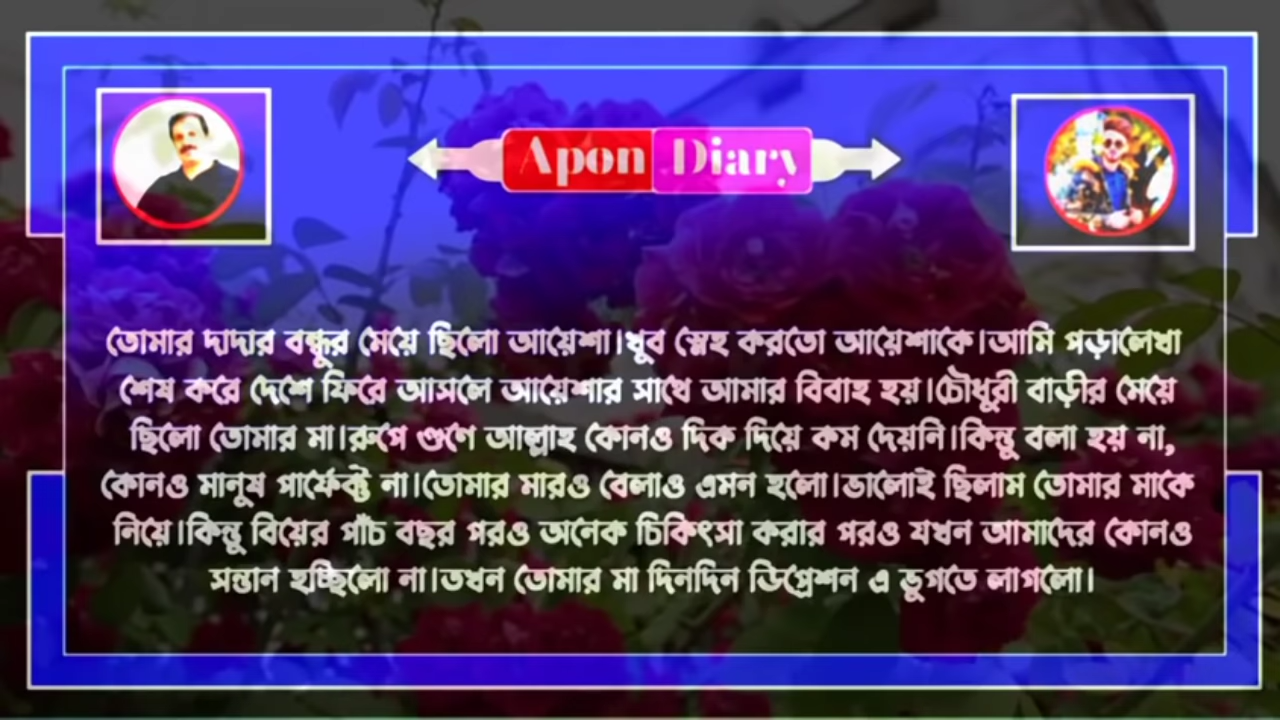 Apon Diary
তোমার দাদার বন্ধুর মেয়ে ছিলো আয়েশা।খুব স্নেহ করতো আয়েশাকে।আমি পড়ালেখা
শেষ করে দেশে ফিরে আসলে আয়েশার সাথে আমার বিবাহ হয়।চৌধুরী বাড়ীর মেয়ে
ছিলো তোমার মা।রুপে গুণে আল্লাহ কোনও দিক দিয়ে কম দেয়নি।কিন্তু বলা হয় না,
কোনও মানুষ পার্ফেক্ট না।তোমার মারও বেলাও এমন হলো।ভালোই ছিলাম তোমার মাকে
নিয়ে।কিন্তু বিয়ের পাঁচ বছর পরও অনেক চিকিৎসা করার পরও যখন আমাদের কোনও
সন্তান হচ্ছিলো না।তখন তোমার মা দিনদিন ডিপ্রেশন এ ভুগতে লাগলো।